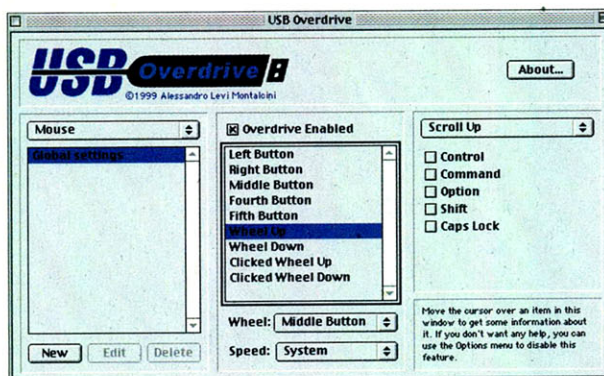 USB Overdrive
USB Overdrive
©1999 Alessandro Levi Montalcini
About...
Mouse
Global settings
New
Edit
Delete
Overdrive Enabled
Left Button
Right Button
Middle Button
Fourth Button
Fifth Button
Wheel Up
Wheel Down
Clicked Wheel Up
Clicked Wheel Down
Wheel: Middle Button
Speed: System
Scroll Up
Control
Command
Option
Shift
Caps Lock
Move the cursor over an item in this
window to get some information about
it. If you don't want any help, you can
use the Options menu to disable this
feature.